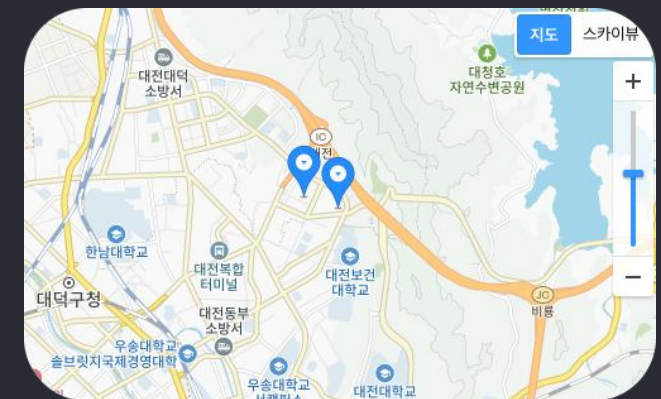 지도
스카이뷰
대전대덕
소방서
대청호
자연수변공원
+
IC
JC
비룡
−
한남대학교
대전복합
터미널
대전보건
대학교
대덕구청
대전동부
소방서
우송대학교
솔브릿지국제경영대학
우송대학교
대전대학교